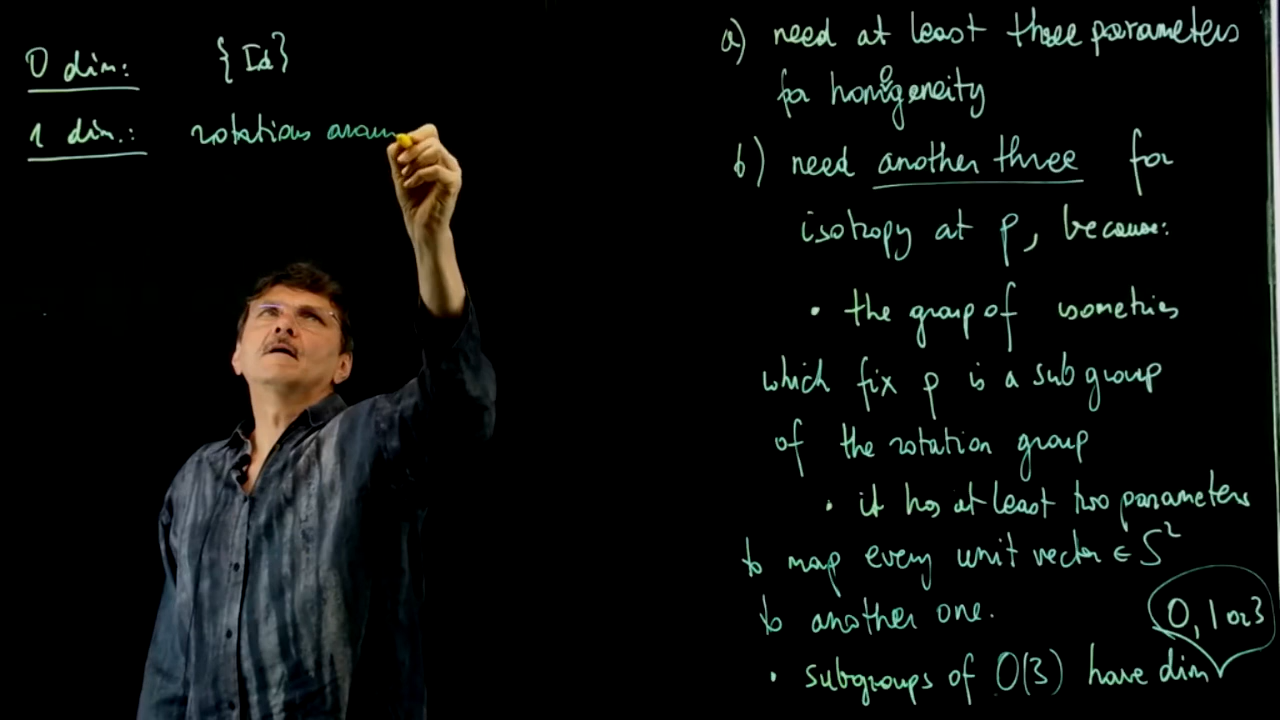 0 dim: {Id}
1 dim.: rotations aroun
a) need at least three parameters
for homogeneity
b) need another three for
isotropy at p, because:
• the group of isometries
which fix p is a subgroup
of the rotation group
• it has at least two parameters
to map every unit vector ∈ S²
to another one.
0, 1 or 3
• subgroups of O(3) have dim